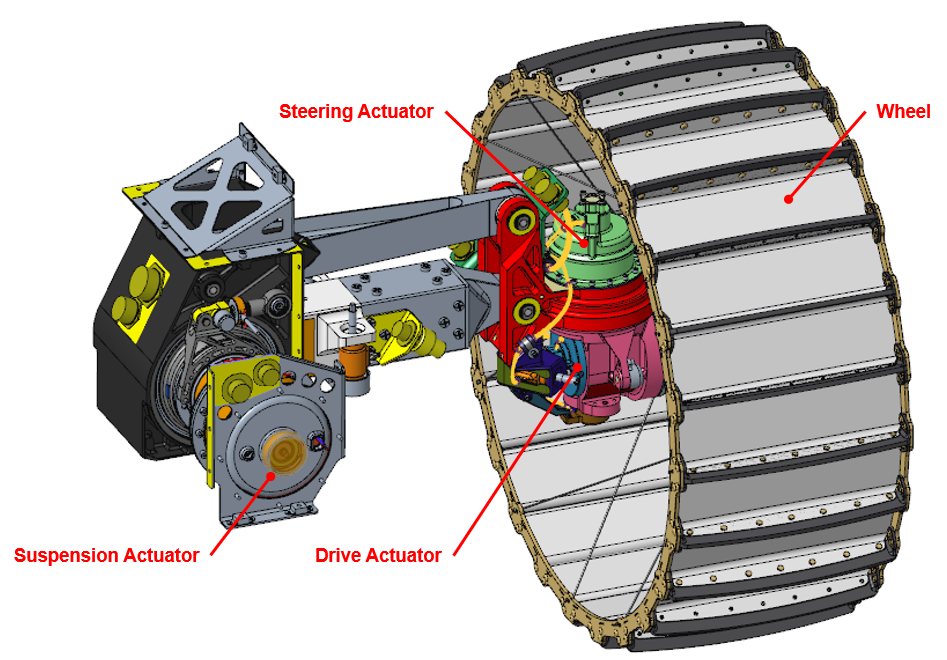 Steering Actuator
Wheel
Suspension Actuator
Drive Actuator